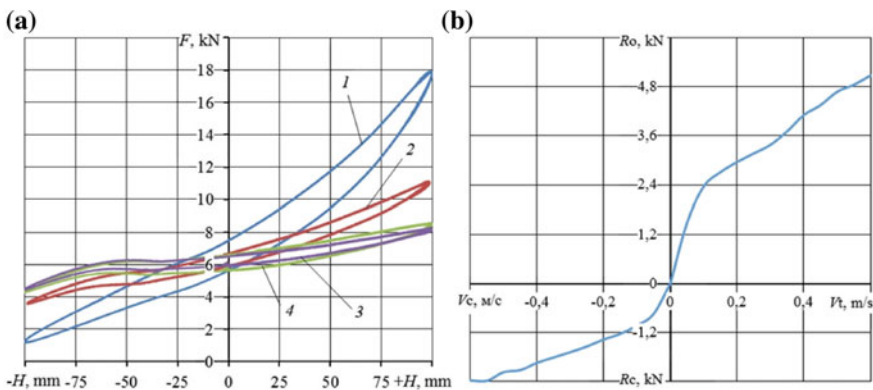 (a)
F, kN
18
16
14
12
10
8
6
4
2
0
1
2
3
4
-H, mm -75 -50 -25 0 25 50 75 +H, mm
(b)
Ro, kN
4,8
3,6
2,4
1,2
0
-1,2
Rc, kN
Vc, м/с -0,4 -0,2 0 0,2 0,4 Vt, m/s